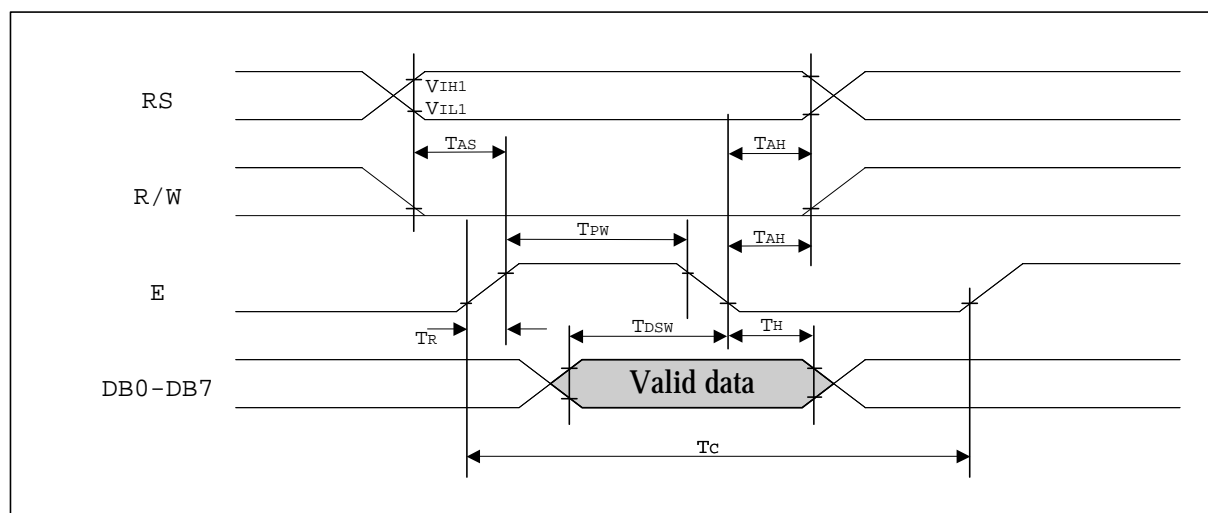 RS
VIH1
VIL1
TAS
TAH
R/W
TPW
TAH
E
TR
TDSW
TH
DB0-DB7
Valid data
TC